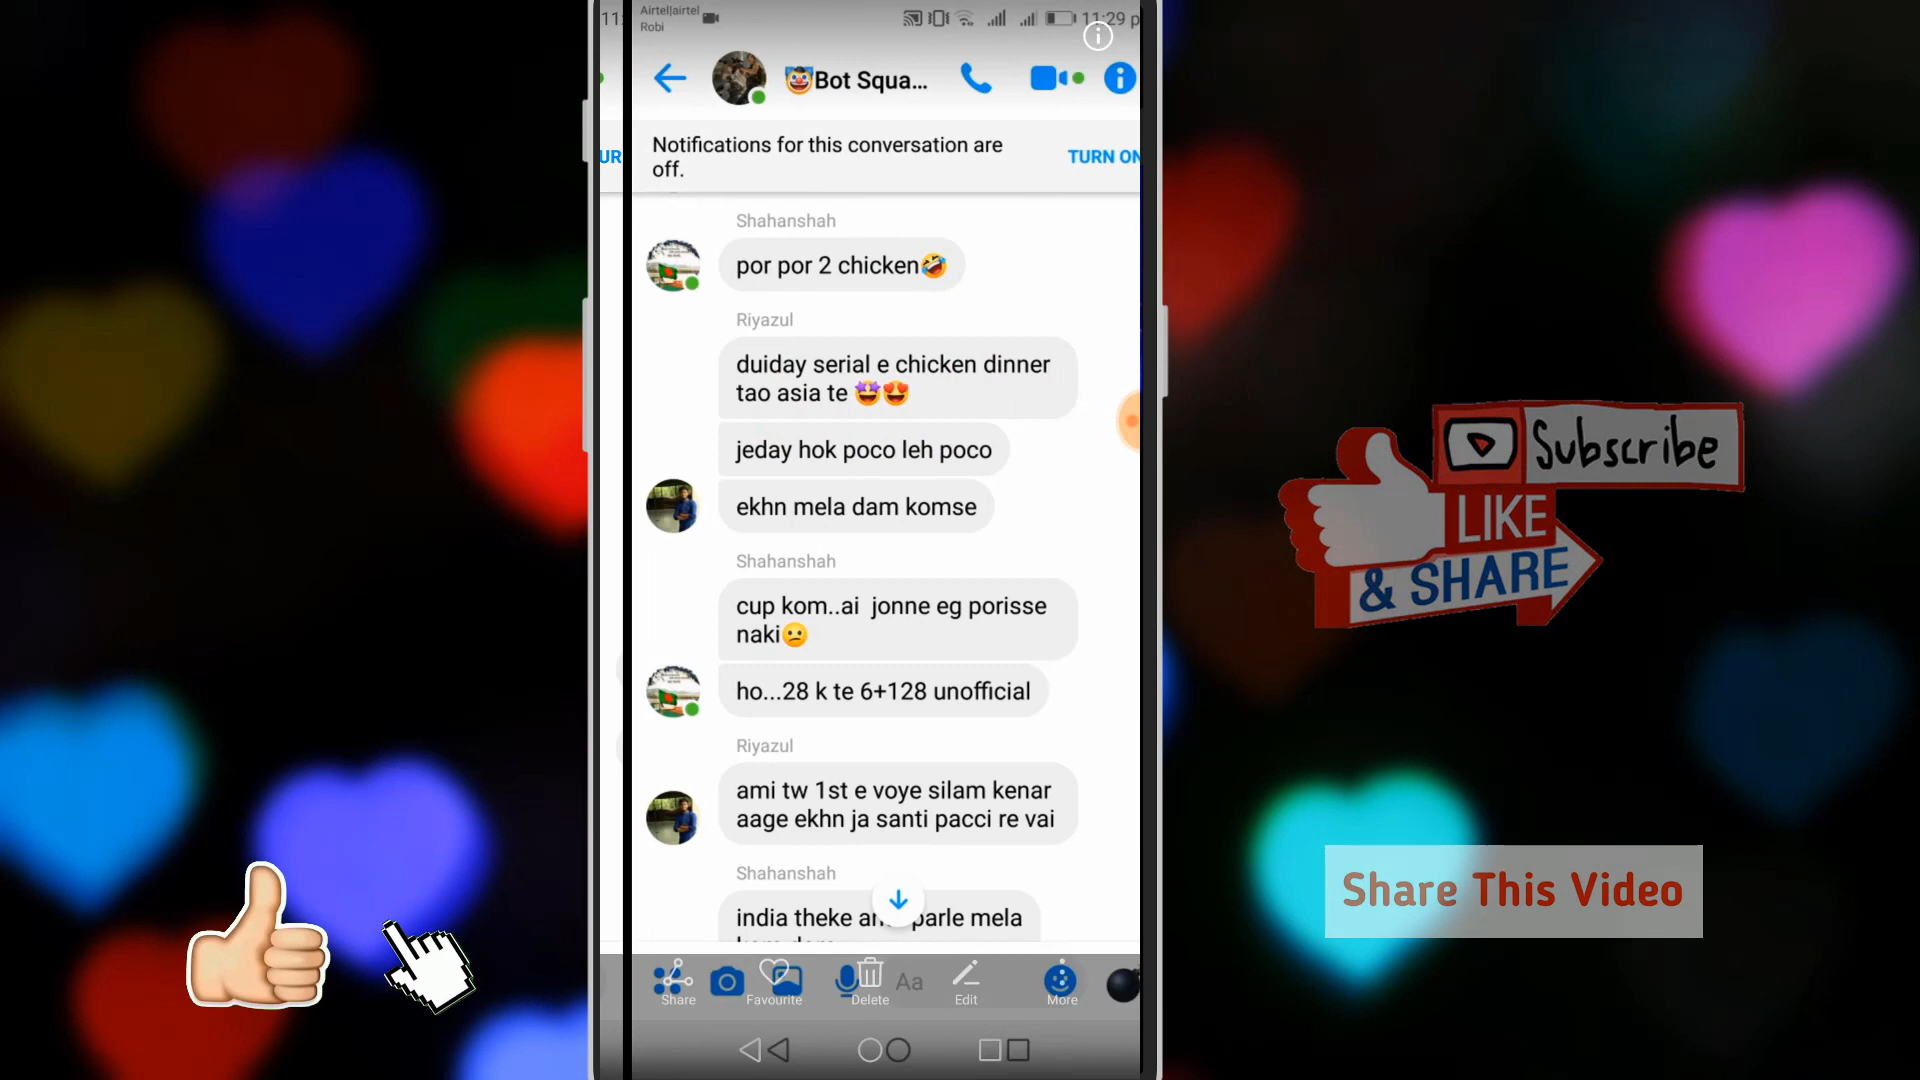 Airtel|airtel
Robi
11:29 p
11:
🤡Bot Squa...
Notifications for this conversation are
off.
TURN ON
UR
Shahanshah
por por 2 chicken🤣
Riyazul
duiday serial e chicken dinner
tao asia te 🤩😍
jeday hok poco leh poco
ekhn mela dam komse
Shahanshah
cup kom..ai jonne eg porisse
naki😕
ho...28 k te 6+128 unofficial
Riyazul
ami tw 1st e voye silam kenar
aage ekhn ja santi pacci re vai
Shahanshah
india theke an parle mela
Aa
Share
Favourite
Delete
Edit
More
Subscribe
LIKE
& SHARE
Share This Video